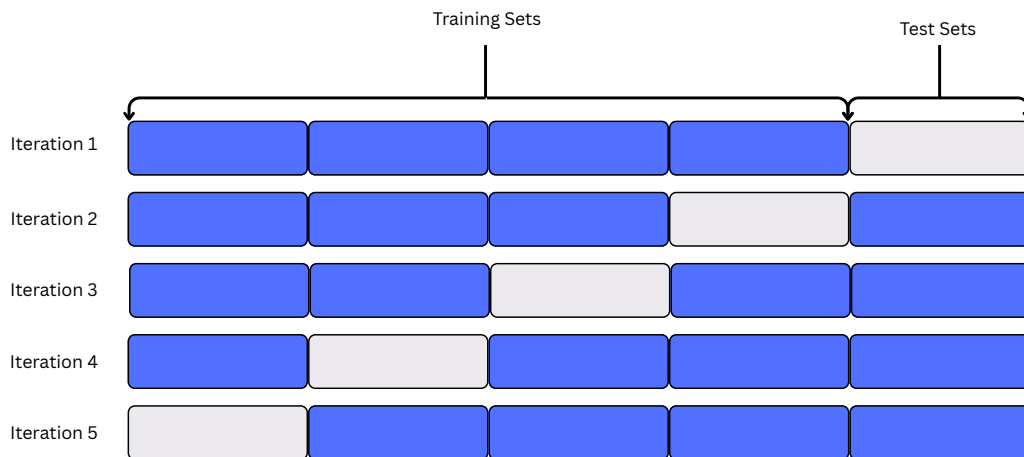 Training Sets
Test Sets
Iteration 1
Iteration 2
Iteration 3
Iteration 4
Iteration 5